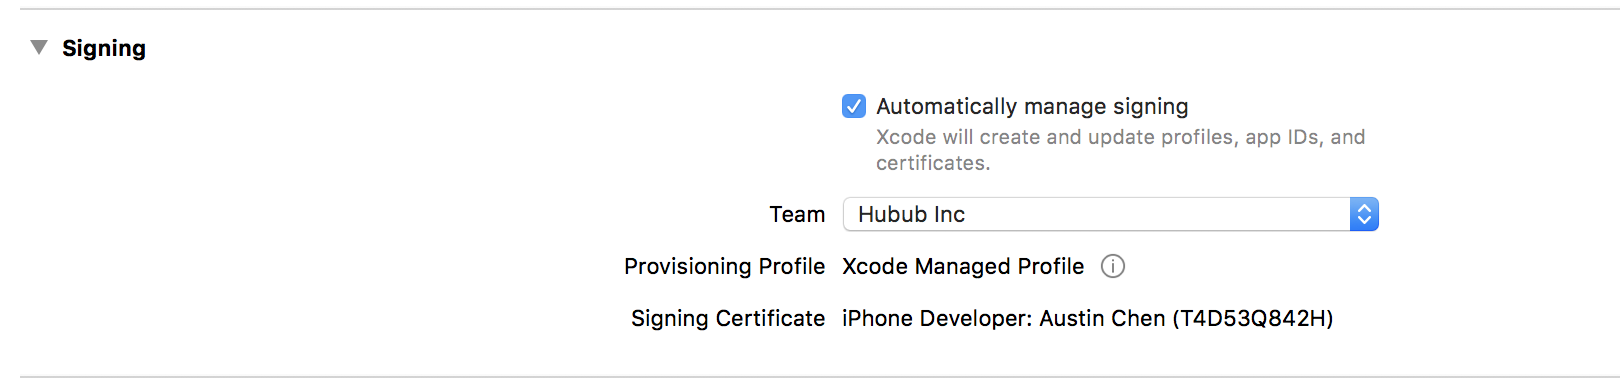 Signing
Automatically manage signing
Xcode will create and update profiles, app IDs, and
certificates.
Team Hubub Inc
Provisioning Profile Xcode Managed Profile
Signing Certificate iPhone Developer: Austin Chen (T4D53Q842H)